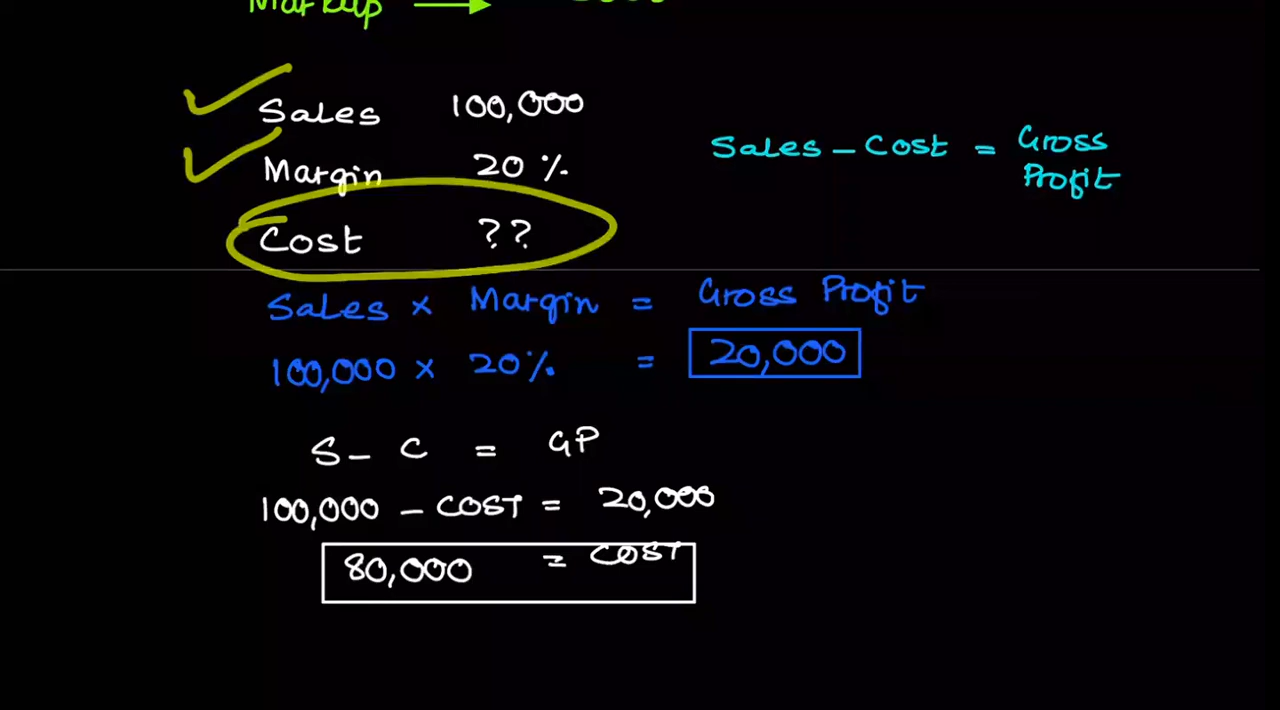 Markup
Sales 100,000
Margin 20 %
Cost ??
Sales - Cost = Gross
Profit
Sales × Margin = Gross Profit
100,000 × 20% = 20,000
S - C = GP
100,000 - COST = 20,000
80,000 = COST